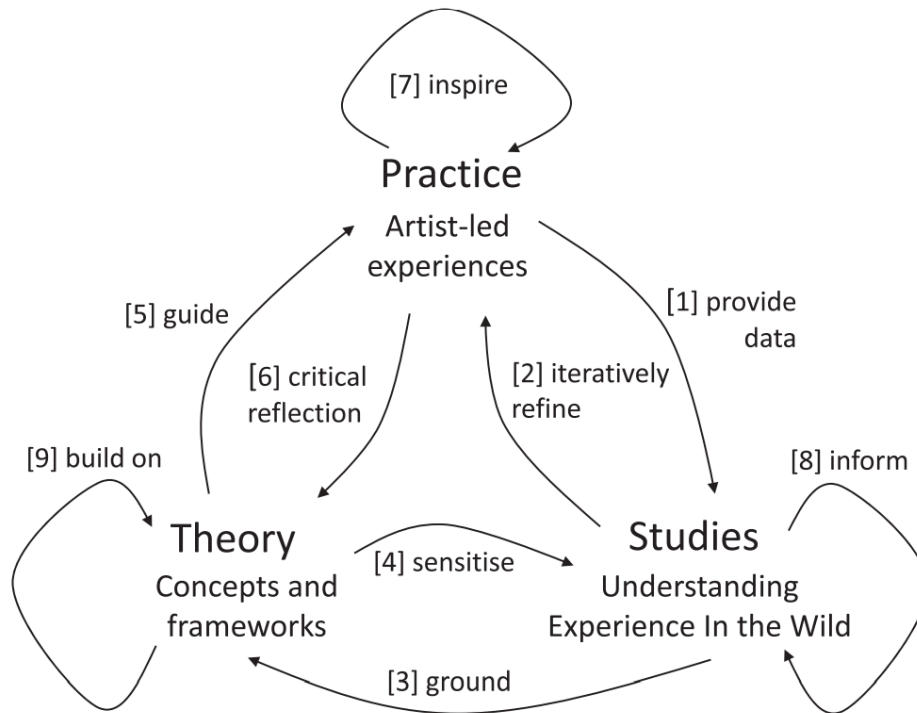 [7] inspire
Practice
Artist-led
experiences
[5] guide
[1] provide
data
[6] critical
reflection
[2] iteratively
refine
[9] build on
[8] inform
Theory
Concepts and
frameworks
[4] sensitise
Studies
Understanding
Experience In the Wild
[3] ground